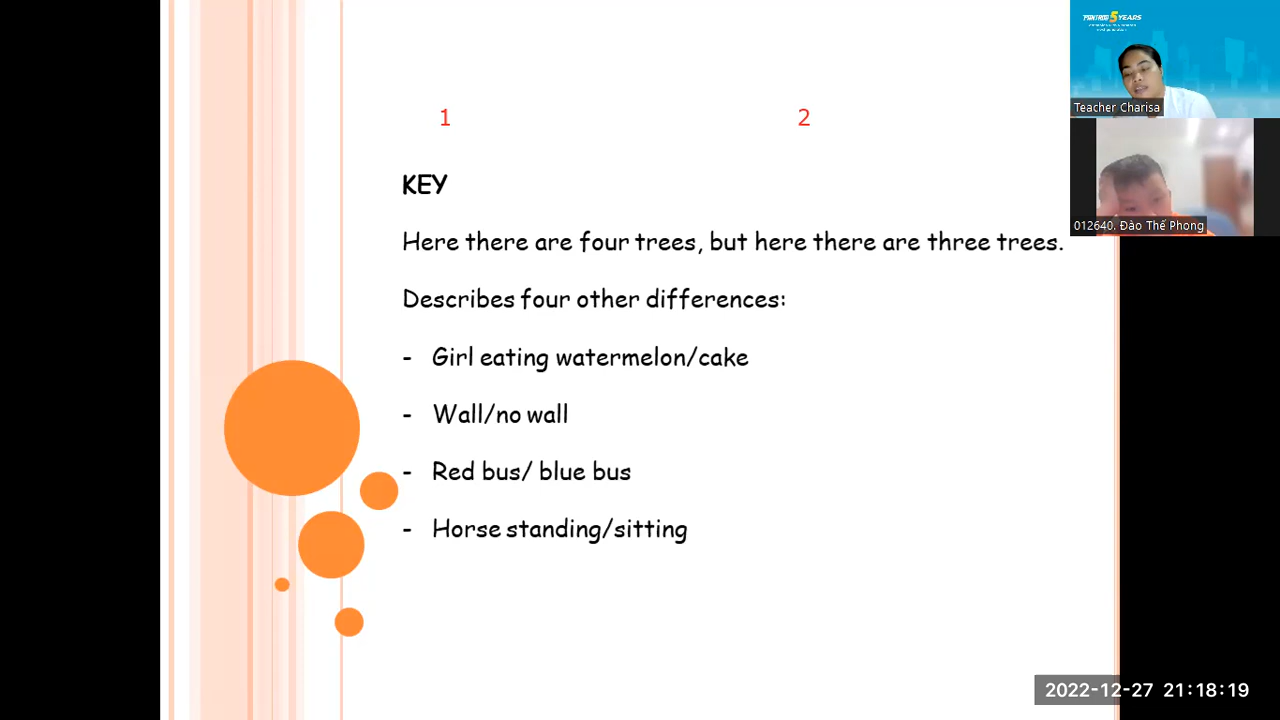 1 2
KEY
Here there are four trees, but here there are three trees.
Describes four other differences:
- Girl eating watermelon/cake
- Wall/no wall
- Red bus/ blue bus
- Horse standing/sitting
5 YEARS
Teacher Charisa
012640. Đào Thế Phong
2022-12-27 21:18:19